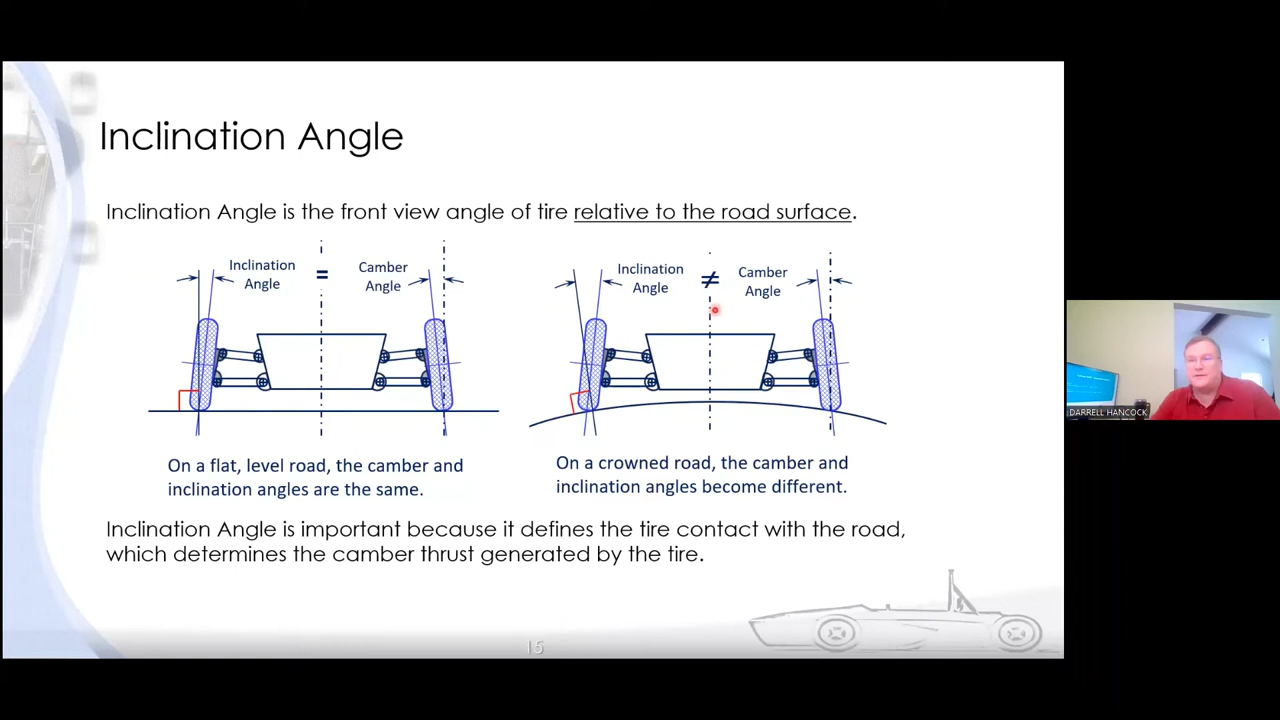 Inclination Angle
Inclination Angle is the front view angle of tire relative to the road surface.
Inclination
Angle
=
Camber
Angle
Inclination
Angle
≠
Camber
Angle
On a flat, level road, the camber and
inclination angles are the same.
On a crowned road, the camber and
inclination angles become different.
Inclination Angle is important because it defines the tire contact with the road,
which determines the camber thrust generated by the tire.
15
DARRELL HANCOCK